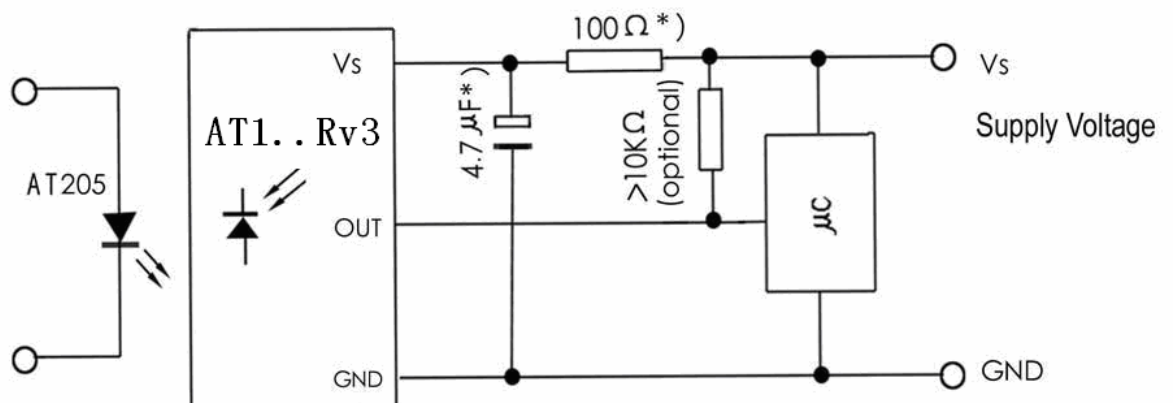 100Ω*)
Vs
Vs
4.7µF*)
>10KΩ
(optional)
Supply Voltage
AT1..Rv3
AT205
µC
OUT
GND
GND